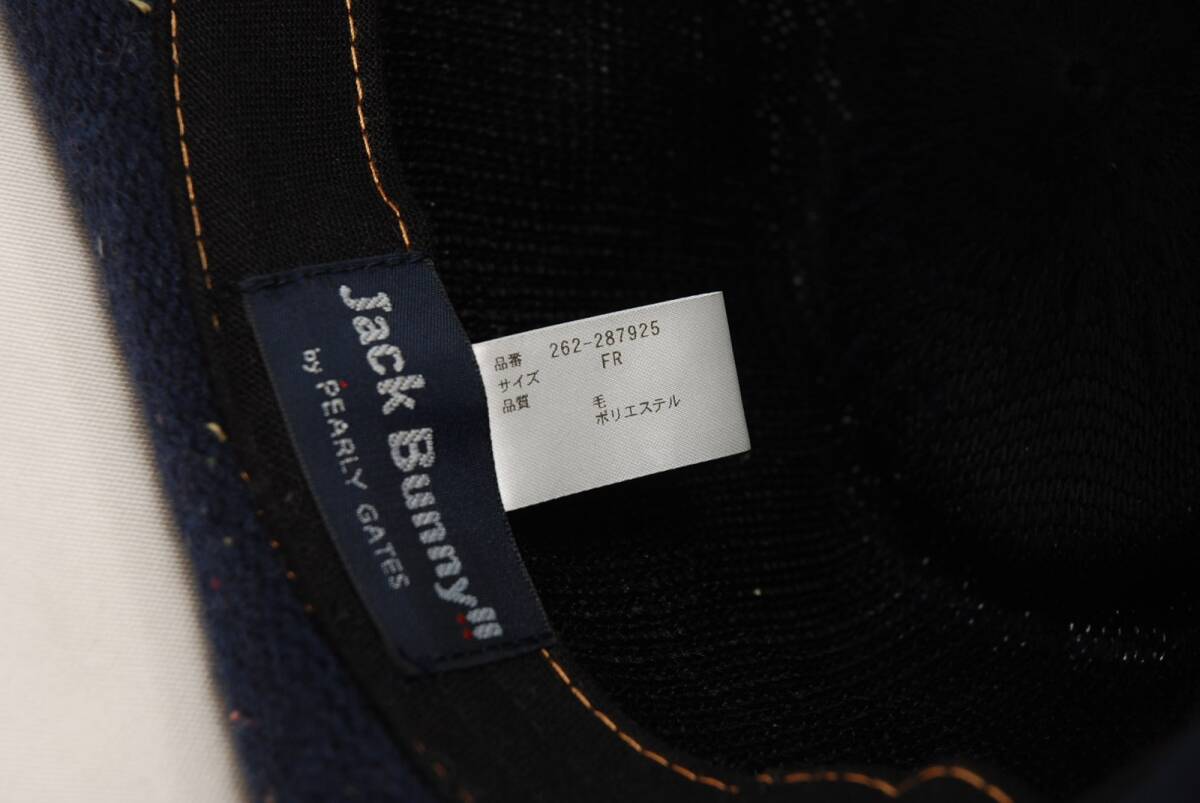 Jack Bunny!!
by PEARLY GATES
品番 262-287925
サイズ FR
品質 毛
ポリエステル